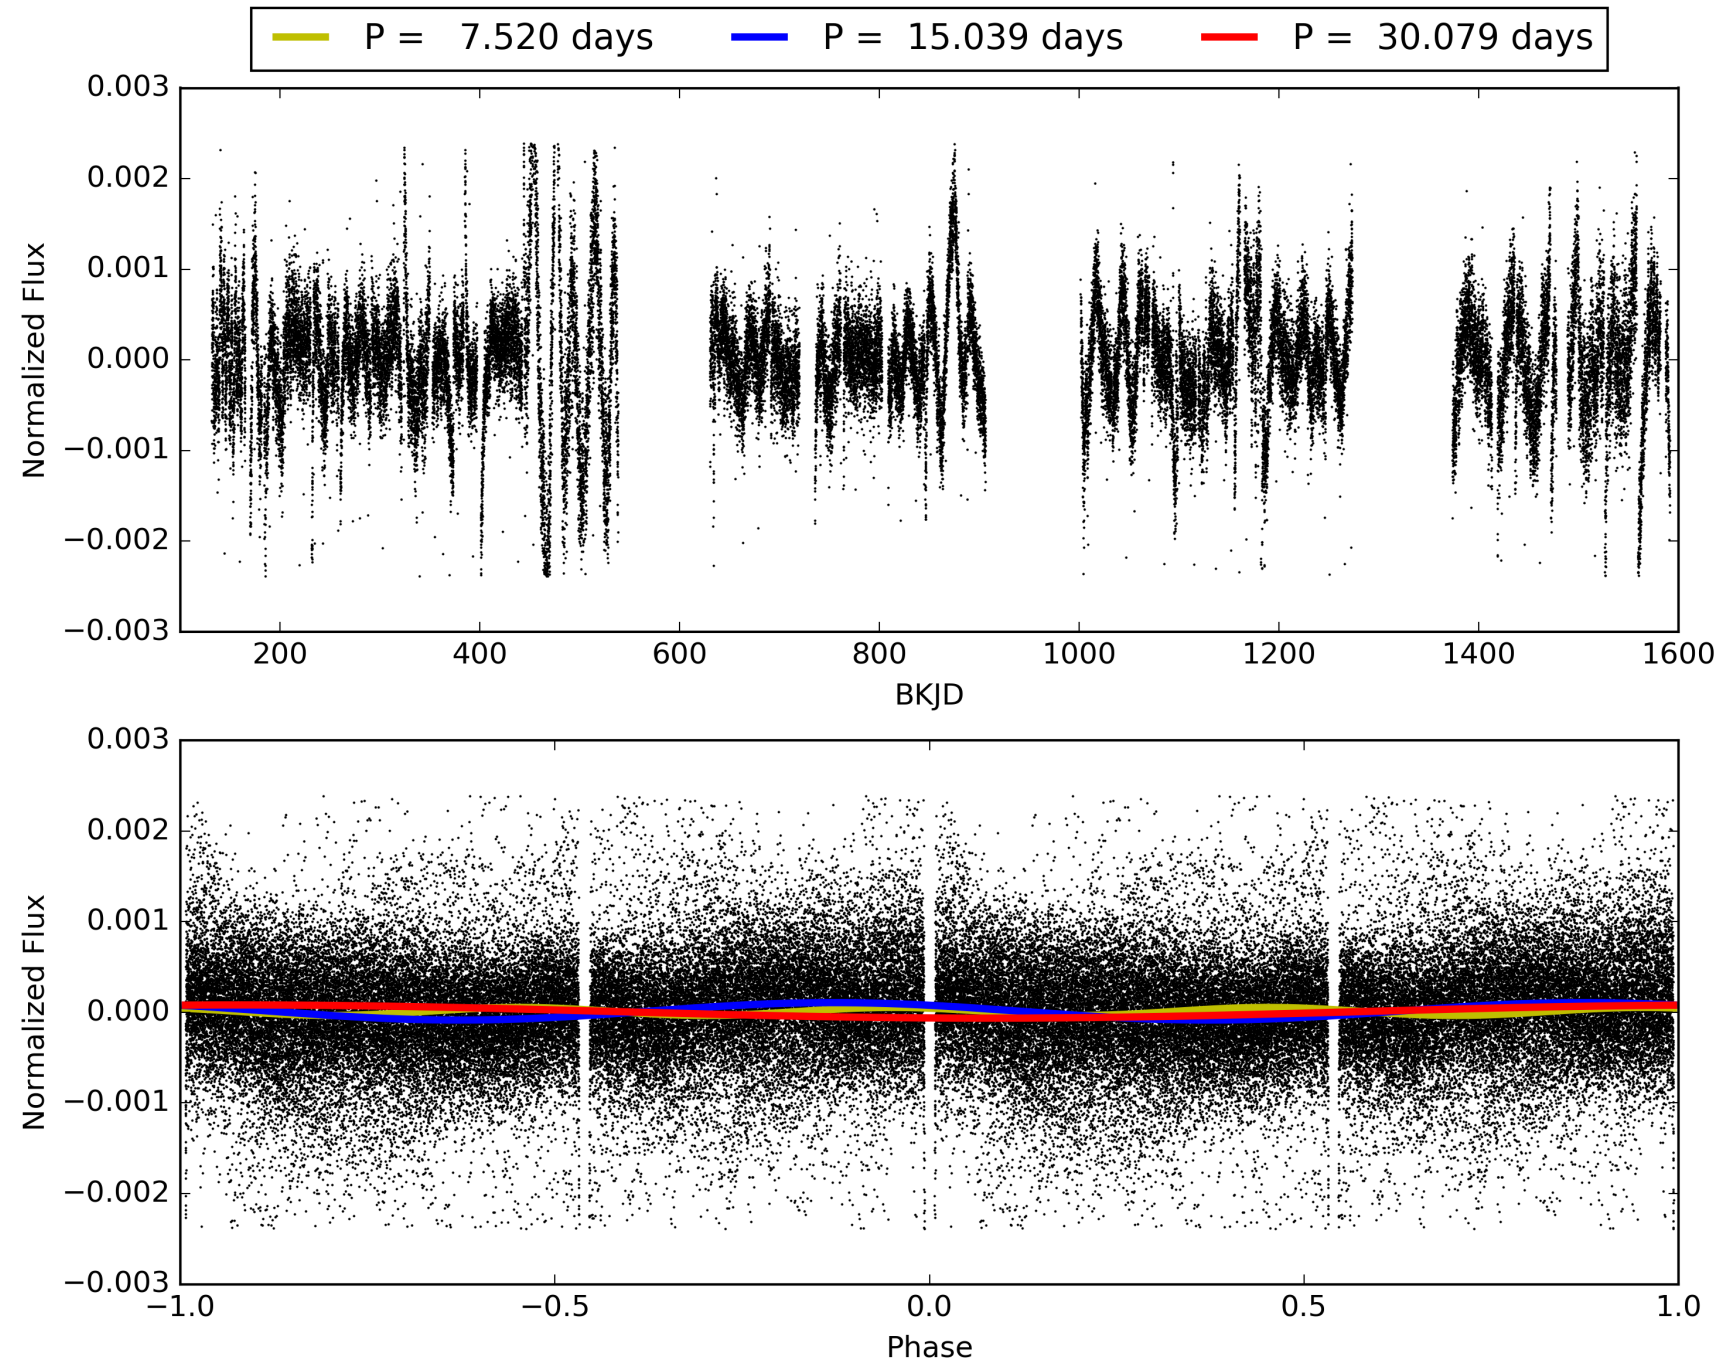 P = 7.520 days P = 15.039 days P = 30.079 days
0.003
0.002
0.001
0.000
−0.001
−0.002
−0.003
Normalized Flux
200 400 600 800 1000 1200 1400 1600
BKJD
0.003
0.002
0.001
0.000
−0.001
−0.002
−0.003
Normalized Flux
−1.0 −0.5 0.0 0.5 1.0
Phase